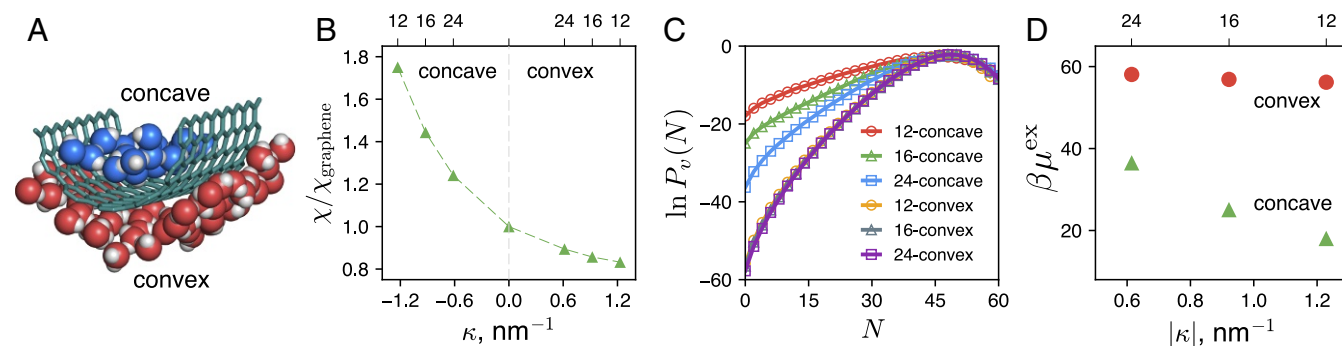 A
concave
convex
B
12 16 24 24 16 12
concave convex
1.8
1.6
1.4
1.2
1.0
0.8
χ/χgraphene
−1.2 −0.6 0.0 0.6 1.2
κ, nm⁻¹
C
0
−20
−40
−60
ln Pᵥ(N)
12-concave
16-concave
24-concave
12-convex
16-convex
24-convex
0 15 30 45 60
N
D
24 16 12
60
40
20
βμᵉˣ
convex
concave
0.6 0.8 1.0 1.2
|κ|, nm⁻¹